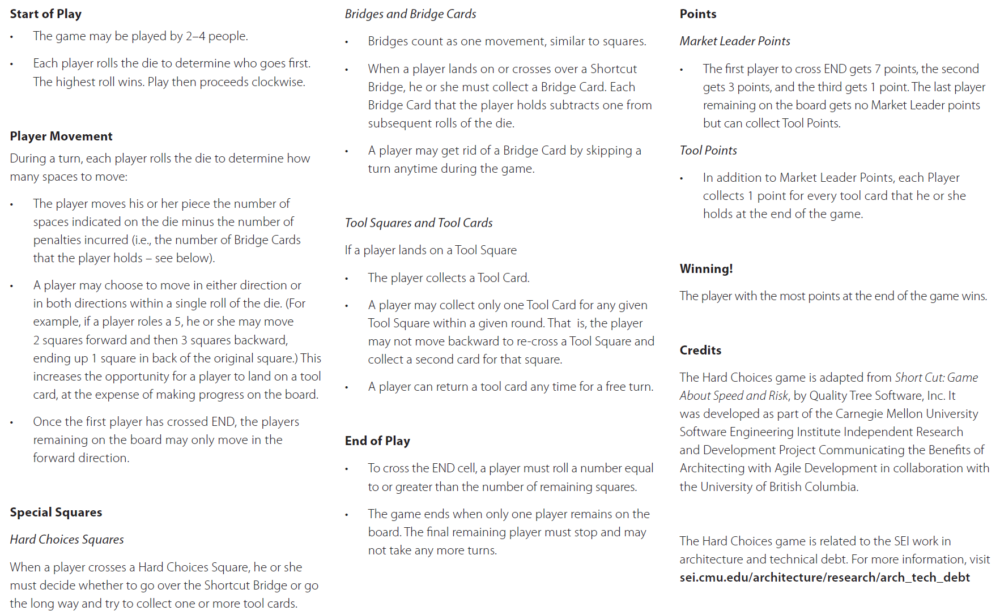 Start of Play
• The game may be played by 2–4 people.
• Each player rolls the die to determine who goes first.
The highest roll wins. Play then proceeds clockwise.
Player Movement
During a turn, each player rolls the die to determine how
many spaces to move:
• The player moves his or her piece the number of
spaces indicated on the die minus the number of
penalties incurred (i.e., the number of Bridge Cards
that the player holds – see below).
• A player may choose to move in either direction or
in both directions within a single roll of the die. (For
example, if a player roles a 5, he or she may move
2 squares forward and then 3 squares backward,
ending up 1 square in back of the original square.) This
increases the opportunity for a player to land on a tool
card, at the expense of making progress on the board.
• Once the first player has crossed END, the players
remaining on the board may only move in the
forward direction.
Special Squares
Hard Choices Squares
When a player crosses a Hard Choices Square, he or she
must decide whether to go over the Shortcut Bridge or go
the long way and try to collect one or more tool cards.
Bridges and Bridge Cards
• Bridges count as one movement, similar to squares.
• When a player lands on or crosses over a Shortcut
Bridge, he or she must collect a Bridge Card. Each
Bridge Card that the player holds subtracts one from
subsequent rolls of the die.
• A player may get rid of a Bridge Card by skipping a
turn anytime during the game.
Tool Squares and Tool Cards
If a player lands on a Tool Square
• The player collects a Tool Card.
• A player may collect only one Tool Card for any given
Tool Square within a given round. That is, the player
may not move backward to re-cross a Tool Square and
collect a second card for that square.
• A player can return a tool card any time for a free turn.
End of Play
• To cross the END cell, a player must roll a number equal
to or greater than the number of remaining squares.
• The game ends when only one player remains on the
board. The final remaining player must stop and may
not take any more turns.
Points
Market Leader Points
• The first player to cross END gets 7 points, the second
gets 3 points, and the third gets 1 point. The last player
remaining on the board gets no Market Leader points
but can collect Tool Points.
Tool Points
• In addition to Market Leader Points, each Player
collects 1 point for every tool card that he or she
holds at the end of the game.
Winning!
The player with the most points at the end of the game wins.
Credits
The Hard Choices game is adapted from Short Cut: Game
About Speed and Risk, by Quality Tree Software, Inc. It
was developed as part of the Carnegie Mellon University
Software Engineering Institute Independent Research
and Development Project Communicating the Benefits of
Architecting with Agile Development in collaboration with
the University of British Columbia.
The Hard Choices game is related to the SEI work in
architecture and technical debt. For more information, visit
sei.cmu.edu/architecture/research/arch_tech_debt